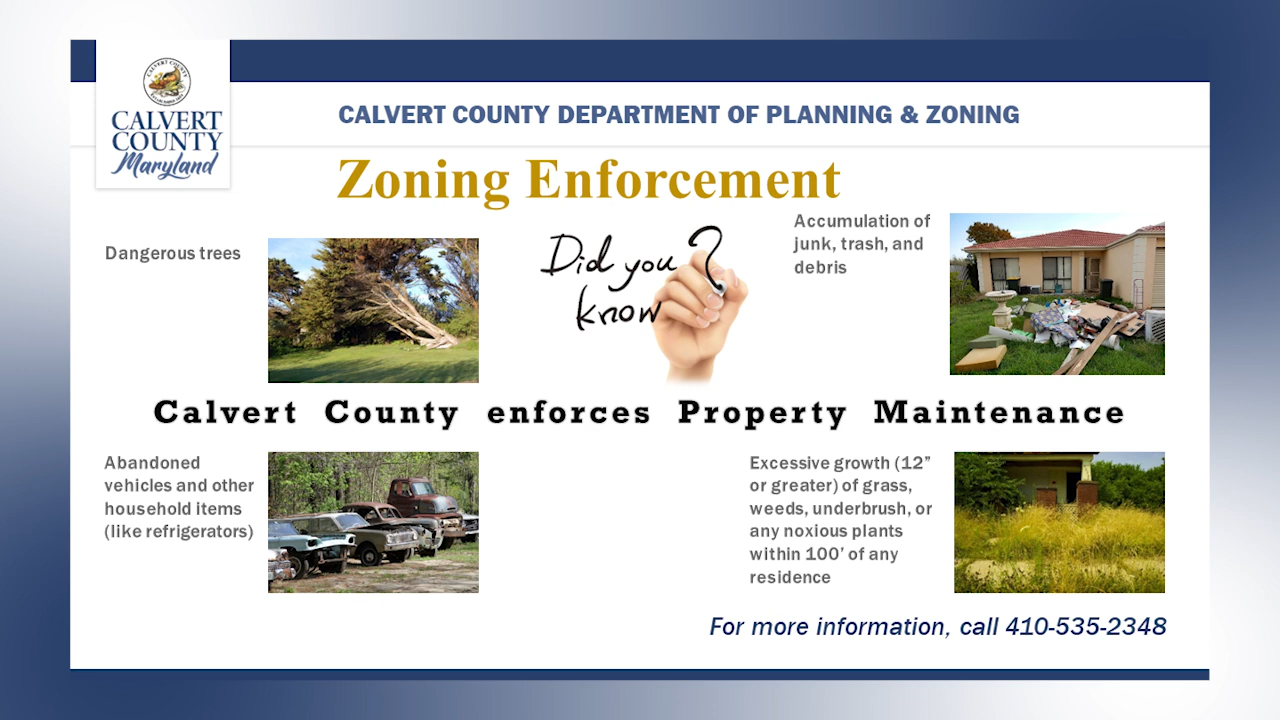 CALVERT COUNTY
CALVERT
COUNTY
Maryland
CALVERT COUNTY DEPARTMENT OF PLANNING & ZONING
Zoning Enforcement
Dangerous trees
Did you
know
?
Accumulation of
junk, trash, and
debris
Calvert County enforces Property Maintenance
Abandoned
vehicles and other
household items
(like refrigerators)
Excessive growth (12”
or greater) of grass,
weeds, underbrush, or
any noxious plants
within 100’ of any
residence
For more information, call 410-535-2348